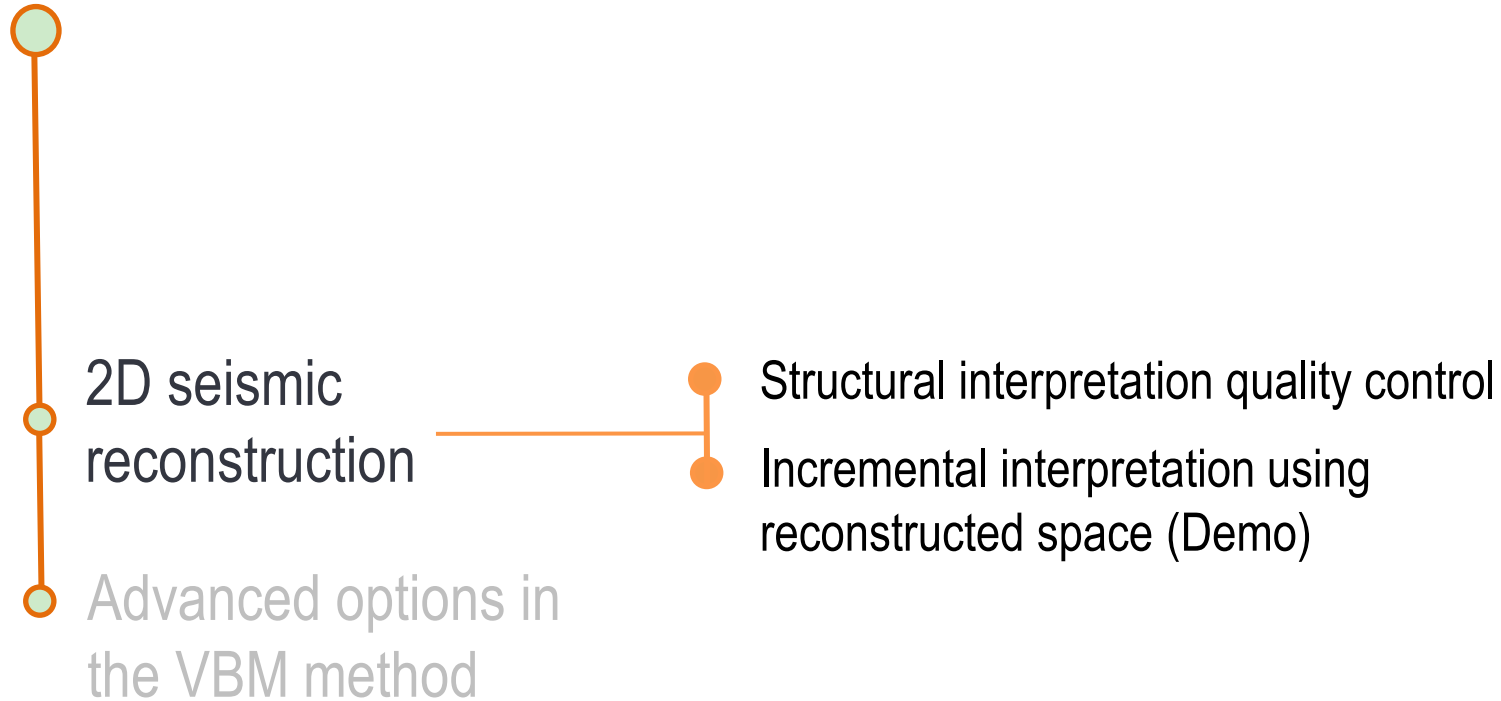 2D seismic
reconstruction
Structural interpretation quality control
Incremental interpretation using
reconstructed space (Demo)
Advanced options in
the VBM method